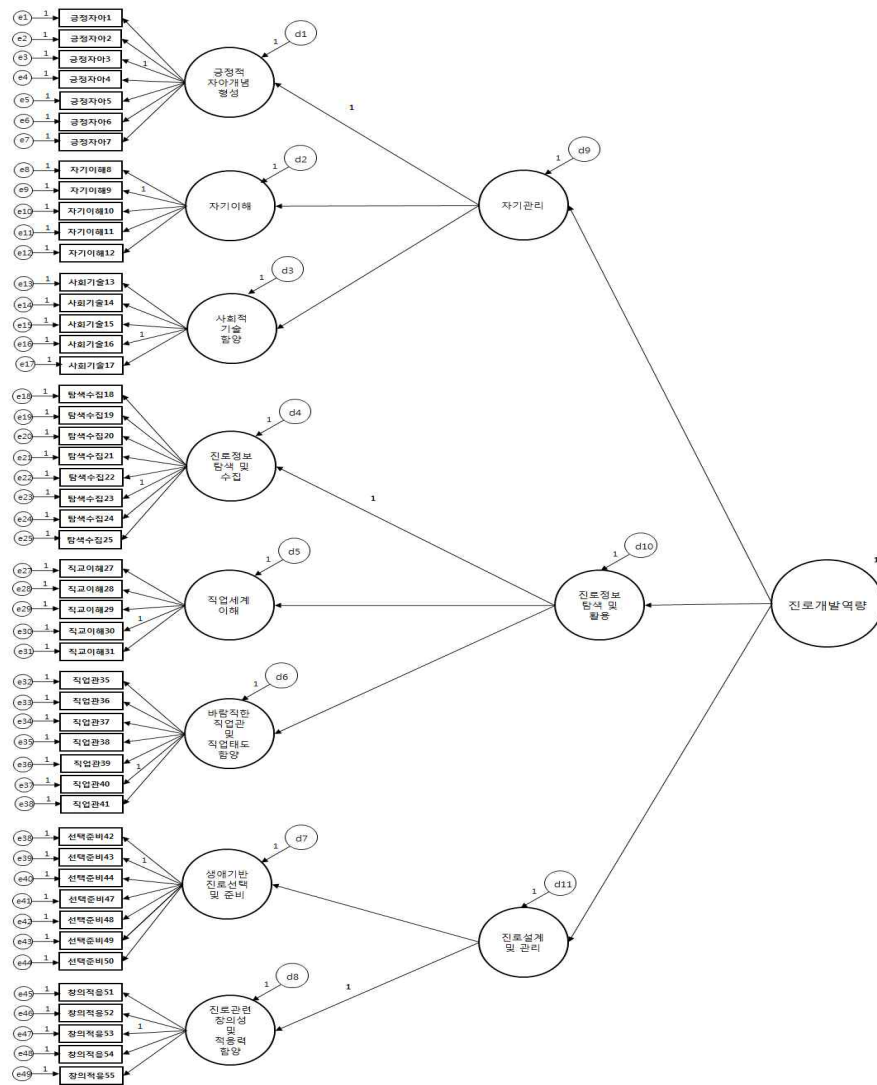 e1 1 긍정자아1
e2 1 긍정자아2
e3 1 긍정자아3
e4 1 긍정자아4
e5 1 긍정자아5
e6 1 긍정자아6
e7 1 긍정자아7
긍정적
자아개념
형성
1 d1
1
e8 1 자기이해8
e9 1 자기이해9 1
e10 1 자기이해10
e11 1 자기이해11
e12 1 자기이해12
자기이해
1 d2
자기관리
1 d9
e13 1 사회기술13
e14 1 사회기술14
e15 1 사회기술15
e16 1 사회기술16 1
e17 1 사회기술17
사회적
기술
함양
1 d3
e18 1 탐색수집18
e19 1 탐색수집19
e20 1 탐색수집20
e21 1 탐색수집21
e22 1 탐색수집22
e23 1 탐색수집23 1
e24 1 탐색수집24
e25 1 탐색수집25
진로정보
탐색 및
수집
1 d4
1
e27 1 직교이해27
e28 1 직교이해28
e29 1 직교이해29
e30 1 직교이해30 1
e31 1 직교이해31
직업세계
이해
1 d5
진로정보
탐색 및
활용
1 d10
진로개발역량
1
e32 1 직업관35
e33 1 직업관36
e34 1 직업관37
e35 1 직업관38
e36 1 직업관39
e37 1 직업관40 1
e38 1 직업관41
바람직한
직업관
및
직업태도
함양
1 d6
e38 1 선택준비42
e39 1 선택준비43 1
e40 1 선택준비44
e41 1 선택준비47
e42 1 선택준비48
e43 1 선택준비49
e44 1 선택준비50
생애기반
진로선택
및 준비
1 d7
진로설계
및 관리
1 d11
1
e45 1 창의적응51
e46 1 창의적응52
e47 1 창의적응53 1
e48 1 창의적응54
e49 1 창의적응55
진로관련
창의성
및
적응력
함양
1 d8